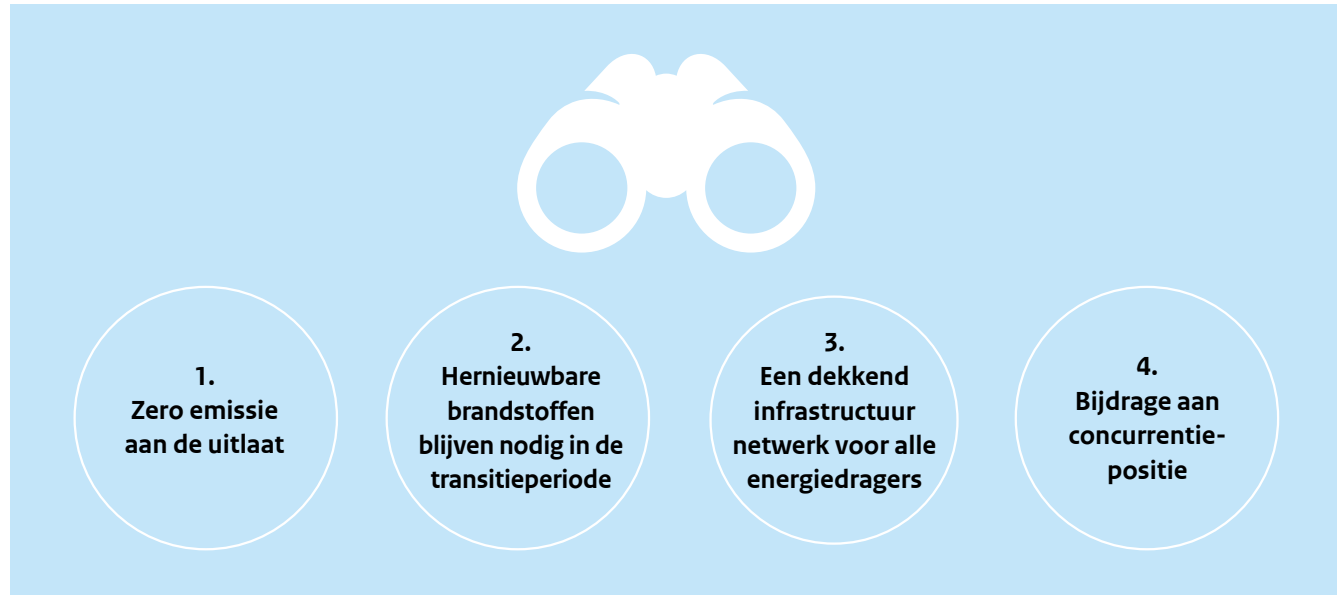 1.
Zero emissie
aan de uitlaat
2.
Hernieuwbare
brandstoffen
blijven nodig in de
transitieperiode
3.
Een dekkend
infrastructuur
netwerk voor alle
energiedragers
4.
Bijdrage aan
concurrentie-
positie